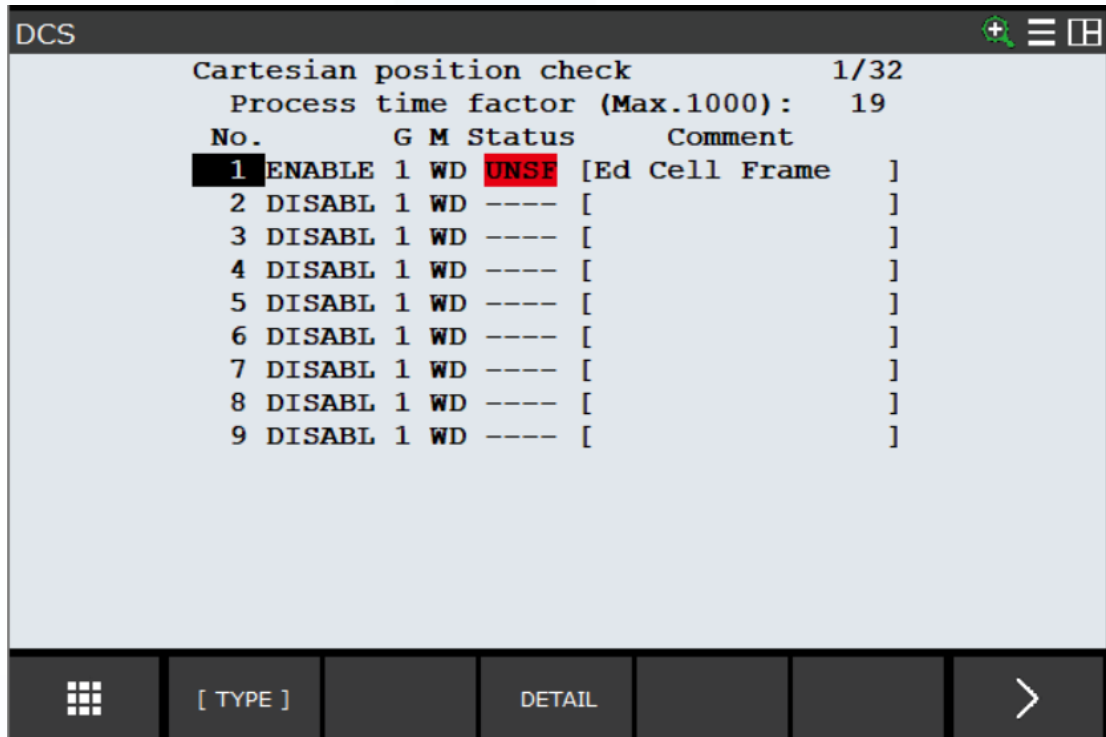 DCS
Cartesian position check 1/32
Process time factor (Max.1000): 19
No. G M Status Comment
1 ENABLE 1 WD UNSF [Ed Cell Frame ]
2 DISABL 1 WD ---- [ ]
3 DISABL 1 WD ---- [ ]
4 DISABL 1 WD ---- [ ]
5 DISABL 1 WD ---- [ ]
6 DISABL 1 WD ---- [ ]
7 DISABL 1 WD ---- [ ]
8 DISABL 1 WD ---- [ ]
9 DISABL 1 WD ---- [ ]
[ TYPE ] DETAIL